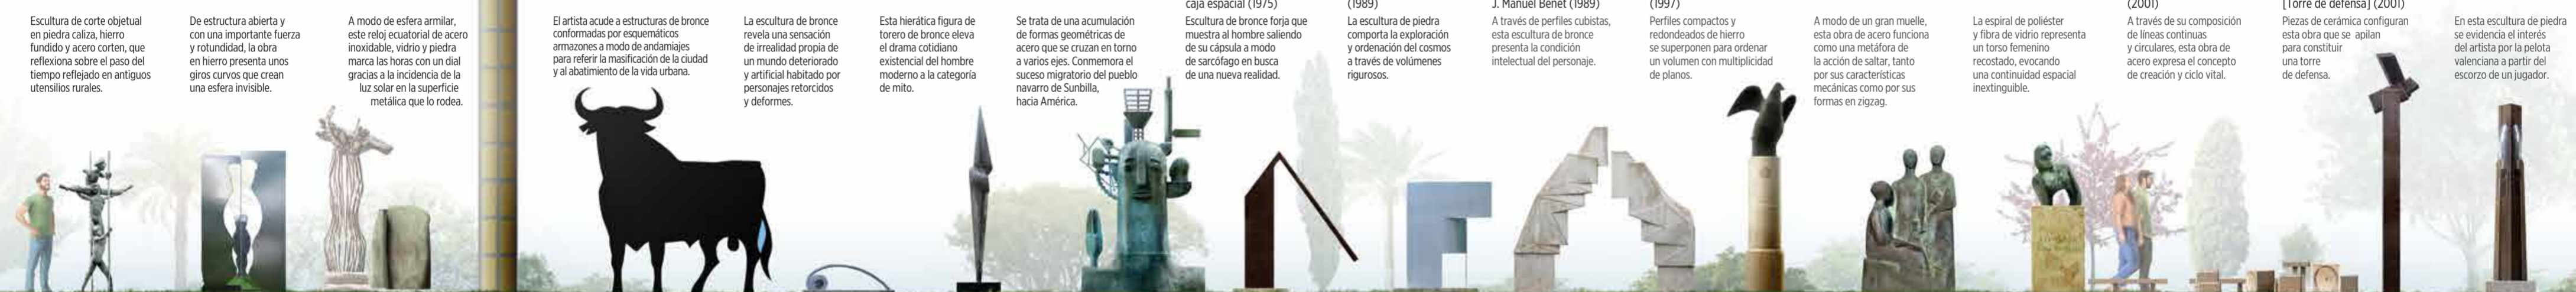 Escultura de corte objetual
en piedra caliza, hierro
fundido y acero corten, que
reflexiona sobre el paso del
tiempo reflejado en antiguos
utensilios rurales.
De estructura abierta y
con una importante fuerza
y rotundidad, la obra
en hierro presenta unos
giros curvos que crean
una esfera invisible.
A modo de esfera armilar,
este reloj ecuatorial de acero
inoxidable, vidrio y piedra
marca las horas con un dial
gracias a la incidencia de la
luz solar en la superficie
metálica que lo rodea.
El artista acude a estructuras de bronce
conformadas por esquemáticos
armazones a modo de andamiajes
para referir la masificación de la ciudad
y al abatimiento de la vida urbana.
La escultura de bronce
revela una sensación
de irrealidad propia de
un mundo deteriorado
y artificial habitado por
personajes retorcidos
y deformes.
Esta hierática figura de
torero de bronce eleva
el drama cotidiano
existencial del hombre
moderno a la categoría
de mito.
Se trata de una acumulación
de formas geométricas de
acero que se cruzan en torno
a varios ejes. Conmemora el
suceso migratorio del pueblo
navarro de Sunbilla,
hacia América.
caja espacial (1975)
Escultura de bronce forja que
muestra al hombre saliendo
de su cápsula a modo
de sarcófago en busca
de una nueva realidad.
(1989)
La escultura de piedra
comporta la exploración
y ordenación del cosmos
a través de volúmenes
rigurosos.
J. Manuel Benet (1989)
A través de perfiles cubistas,
esta escultura de bronce
presenta la condición
intelectual del personaje.
(1997)
Perfiles compactos y
redondeados de hierro
se superponen para ordenar
un volumen con multiplicidad
de planos.
A modo de un gran muelle,
esta obra de acero funciona
como una metáfora de
la acción de saltar, tanto
por sus características
mecánicas como por sus
formas en zigzag.
La espiral de poliéster
y fibra de vidrio representa
un torso femenino
recostado, evocando
una continuidad espacial
inextinguible.
(2001)
A través de su composición
de líneas continuas
y circulares, esta obra de
acero expresa el concepto
de creación y ciclo vital.
[Torre de defensa] (2001)
Piezas de cerámica configuran
esta obra que se apilan
para constituir
una torre
de defensa.
En esta escultura de piedra
se evidencia el interés
del artista por la pelota
valenciana a partir del
escorzo de un jugador.